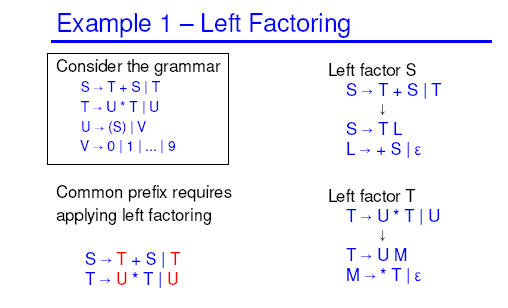 Example 1 – Left Factoring
Consider the grammar
S → T + S | T
T → U * T | U
U → (S) | V
V → 0 | 1 | ... | 9
Common prefix requires
applying left factoring
S → T + S | T
T → U * T | U
Left factor S
S → T + S | T
↓
S → T L
L → + S | ε
Left factor T
T → U * T | U
↓
T → U M
M → * T | ε